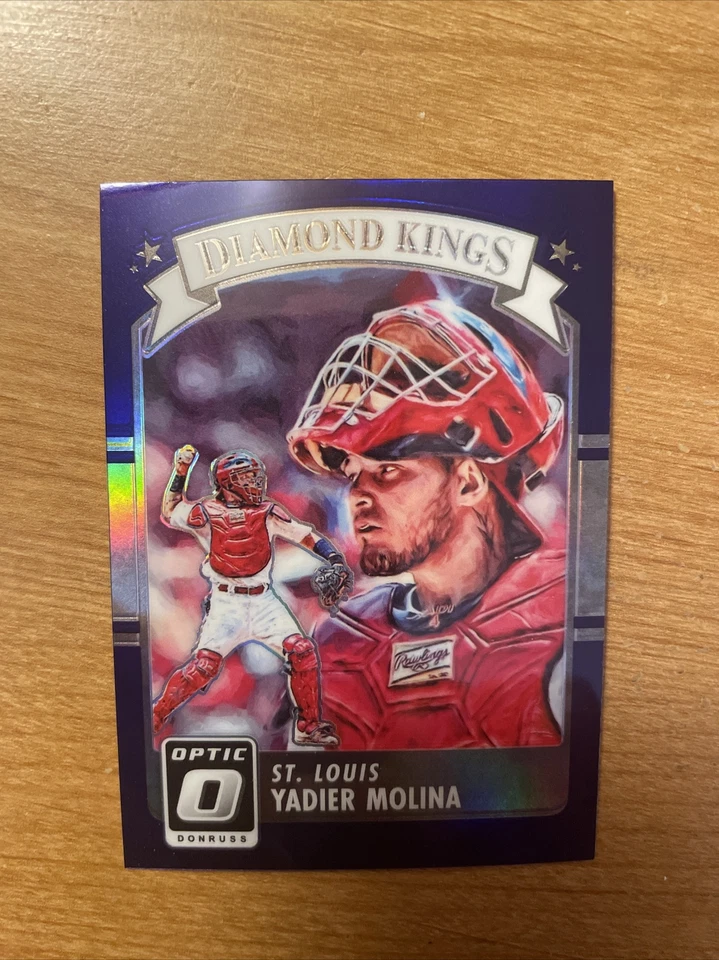 DIAMOND KINGS
Rawlings
OPTIC
O
DONRUSS
ST. LOUIS
YADIER MOLINA